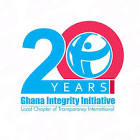 20
YEARS
Ghana Integrity Initiative
Local Chapter of Transparency International